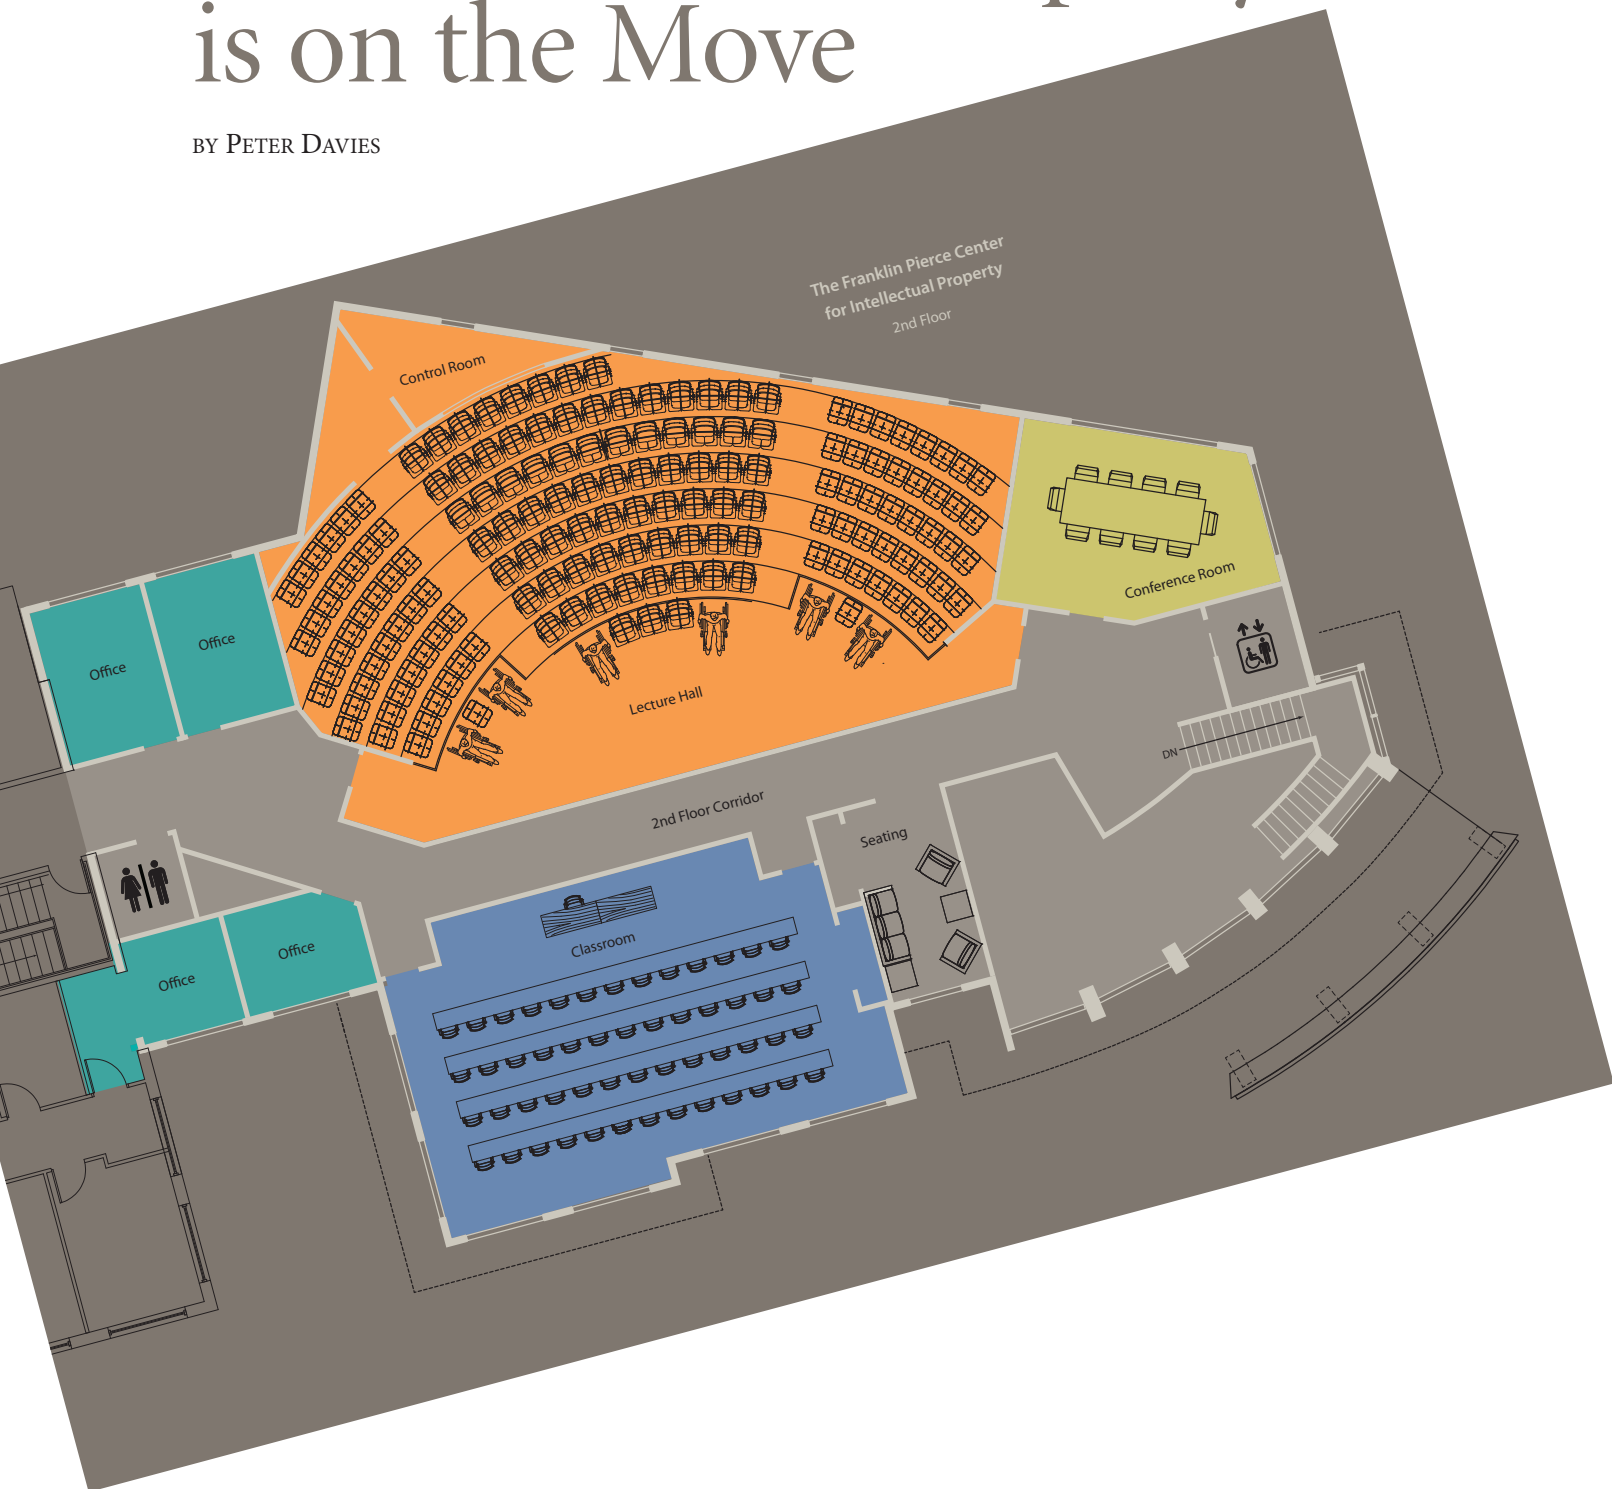 is on the Move
BY PETER DAVIES
The Franklin Pierce Center
for Intellectual Property
2nd Floor
Control Room
Conference Room
Office
Office
Lecture Hall
DN
2nd Floor Corridor
Seating
Classroom
Office
Office